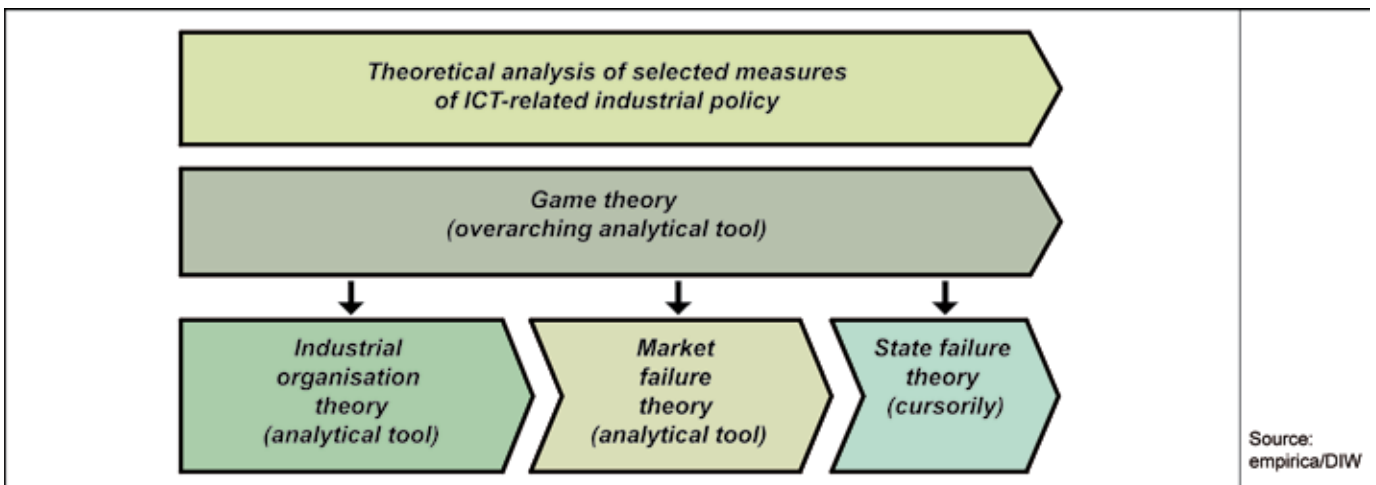 Theoretical analysis of selected measures
of ICT-related industrial policy
Game theory
(overarching analytical tool)
Industrial
organisation
theory
(analytical tool)
Market
failure
theory
(analytical tool)
State failure
theory
(cursorily)
Source:
empirica/DIW